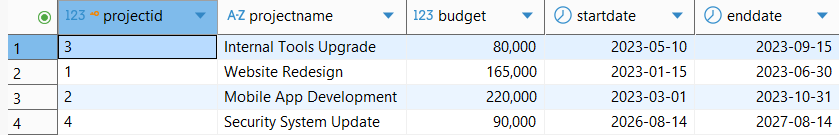 123 projectid A-Z projectname 123 budget startdate enddate
1 3 Internal Tools Upgrade 80,000 2023-05-10 2023-09-15
2 1 Website Redesign 165,000 2023-01-15 2023-06-30
3 2 Mobile App Development 220,000 2023-03-01 2023-10-31
4 4 Security System Update 90,000 2026-08-14 2027-08-14